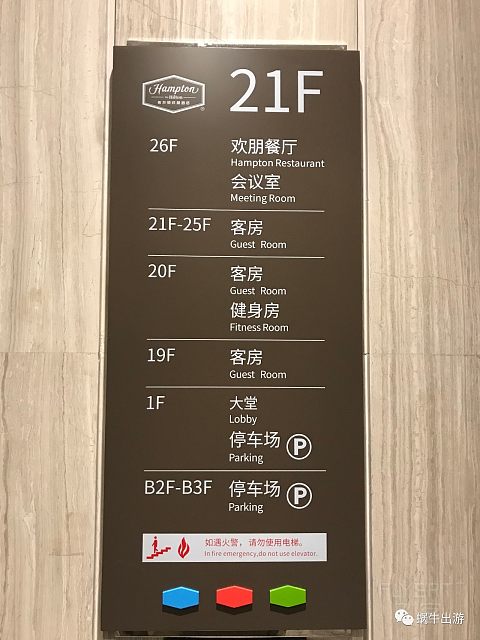 Hampton
by Hilton
21F
26F
欢朋餐厅
Hampton Restaurant
会议室
Meeting Room
21F-25F
客房
Guest Room
20F
客房
Guest Room
健身房
Fitness Room
19F
客房
Guest Room
1F
大堂
Lobby
停车场
Parking
P
B2F-B3F
停车场
Parking
P
如遇火警，请勿使用电梯。
In fire emergency,do not use elevator.
蜗牛出游